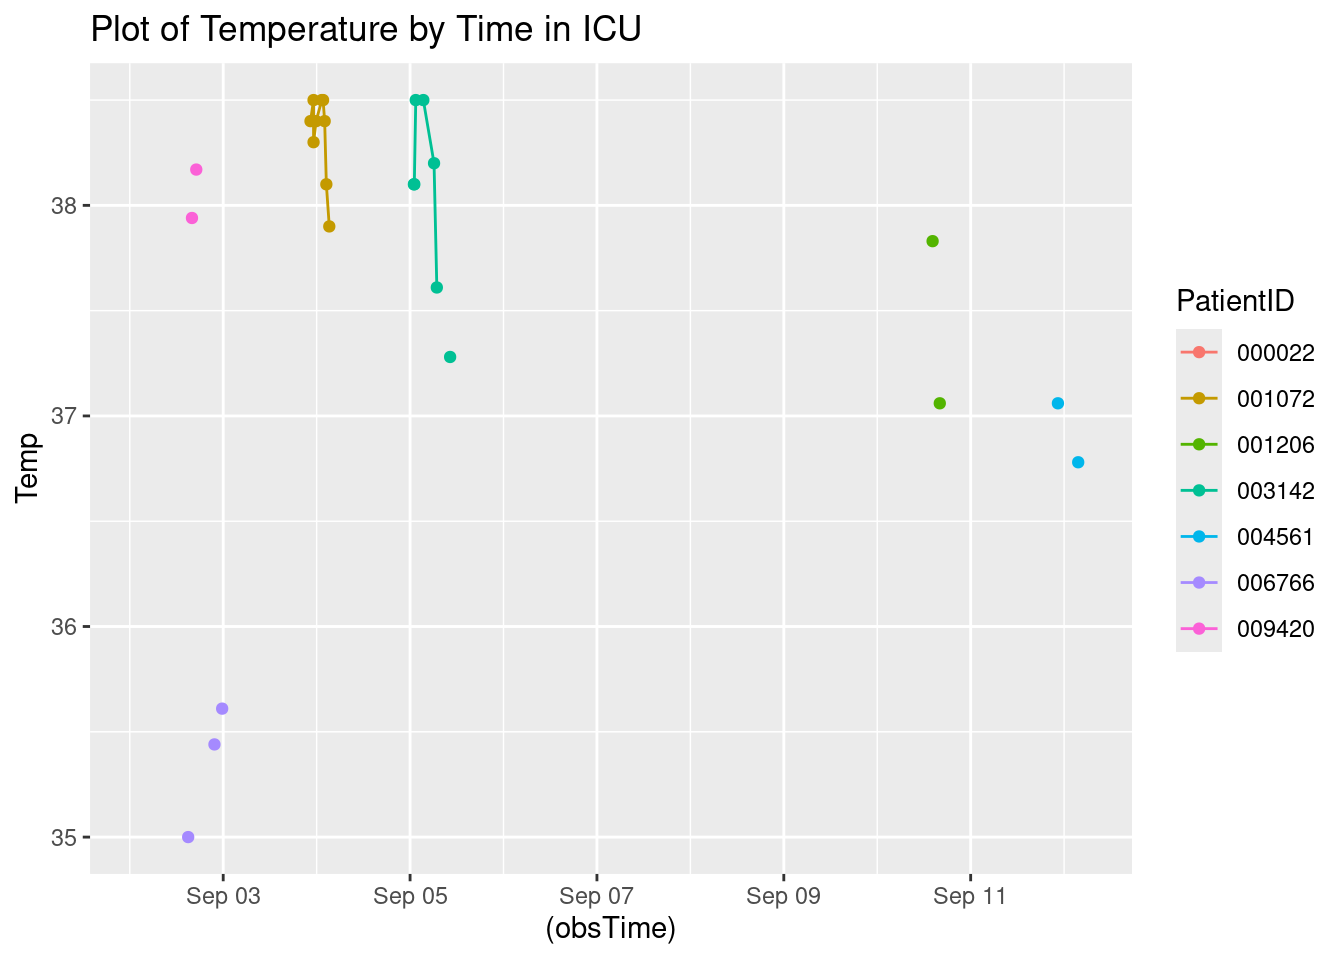 Plot of Temperature by Time in ICU
Temp
38
37
36
35
Sep 03
Sep 05
Sep 07
Sep 09
Sep 11
(obsTime)
PatientID
000022
001072
001206
003142
004561
006766
009420